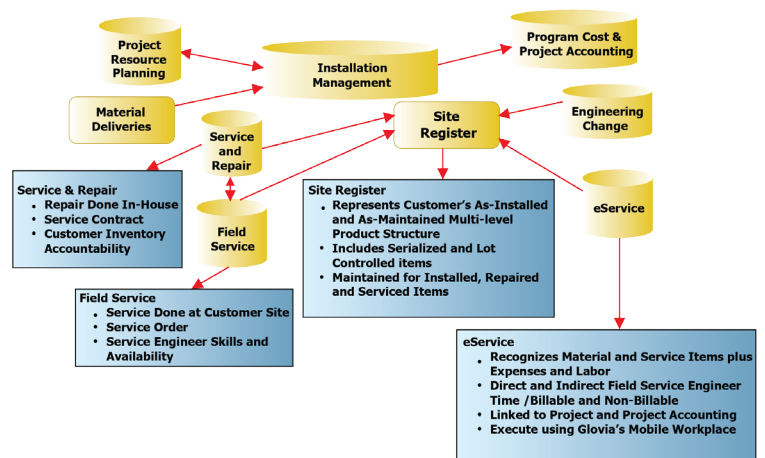 Project
Resource
Planning
Installation
Management
Program Cost &
Project Accounting
Material
Deliveries
Service
and
Repair
Site
Register
Engineering
Change
Service & Repair
• Repair Done In-House
• Service Contract
• Customer Inventory
Accountability
Field
Service
Site Register
• Represents Customer’s As-Installed
and As-Maintained Multi-level
Product Structure
• Includes Serialized and Lot
Controlled items
• Maintained for Installed, Repaired
and Serviced Items
eService
Field Service
• Service Done at Customer Site
• Service Order
• Service Engineer Skills and
Availability
eService
• Recognizes Material and Service Items plus
Expenses and Labor
• Direct and Indirect Field Service Engineer
Time /Billable and Non-Billable
• Linked to Project and Project Accounting
• Execute using Glovia’s Mobile Workplace